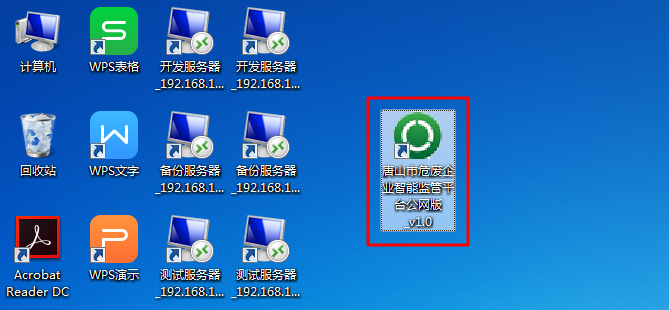 计算机
WPS表格
开发服务器
_192.168.1...
开发服务器
_192.168.1...
回收站
WPS文字
备份服务器
_192.168.1...
备份服务器
_192.168.1...
唐山市危废企
业智能监管平
台公网版
_v1.0
Acrobat
Reader DC
WPS演示
测试服务器
_192.168.1...
测试服务器
_192.168.1...